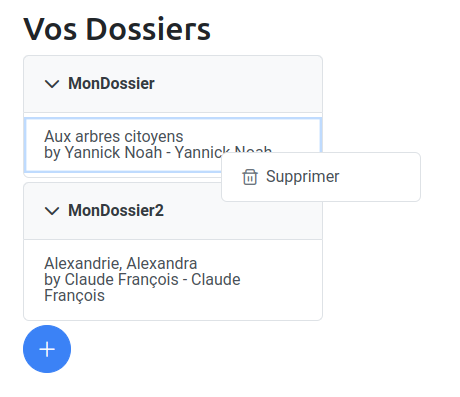 Vos Dossiers
MonDossier
Aux arbres citoyens
by Yannick Noah - Yannick Noah
Supprimer
MonDossier2
Alexandrie, Alexandra
by Claude François - Claude
François